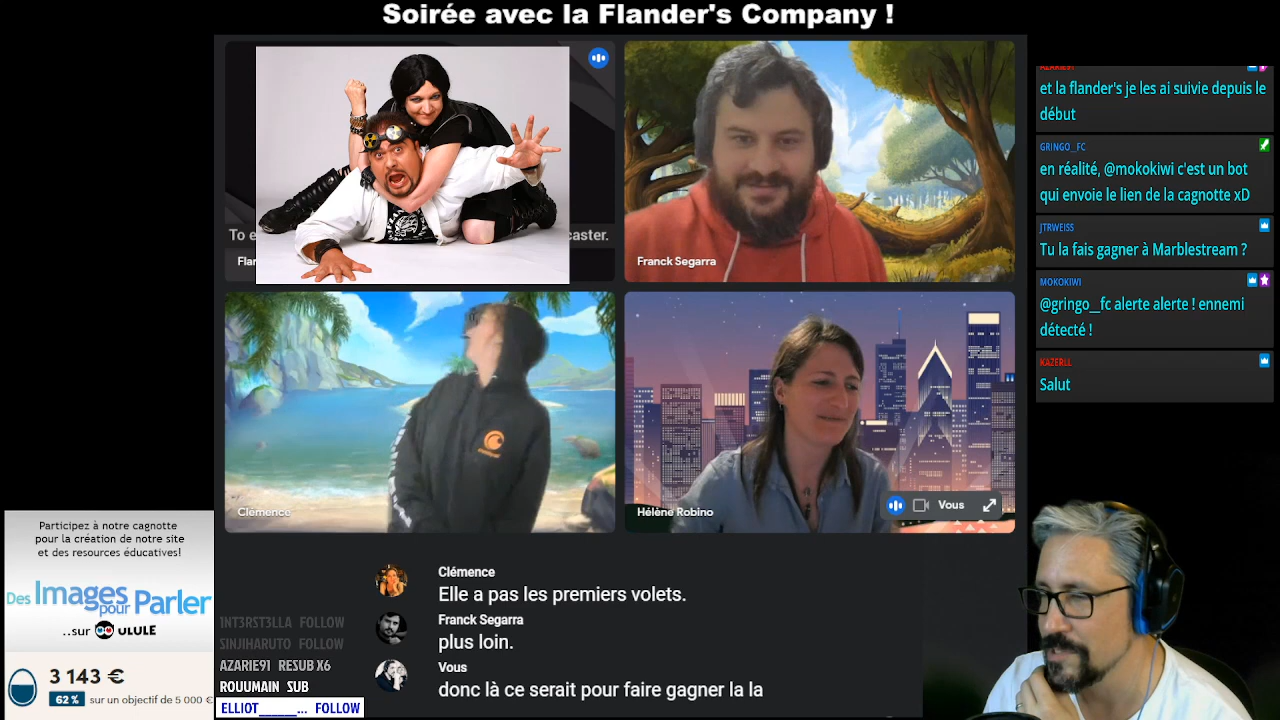 Soirée avec la Flander's Company !
To e
caster.
Flar
Franck Segarra
Clémence
Hélène Robino
Vous
Clémence
Elle a pas les premiers volets.
Franck Segarra
plus loin.
Vous
donc là ce serait pour faire gagner la la
AZARIE91
et la flander's je les ai suivie depuis le
début
GRINGO__FC
en réalité, @mokokiwi c'est un bot
qui envoie le lien de la cagnotte xD
JTRWEISS
Tu la fais gagner à Marblestream ?
MOKOKIWI
@gringo__fc alerte alerte ! ennemi
détecté !
KAZERLL
Salut
Participez à notre cagnotte
pour la création de notre site
et des resources éducatives!
Des Images pour Parler
..sur ULULE
3 143 €
62 % sur un objectif de 5 000 €
1NT3RST3LLA FOLLOW
SINJIHARUTO FOLLOW
AZARIE91 RESUB X6
ROUUMAIN SUB
ELLIOT______... FOLLOW